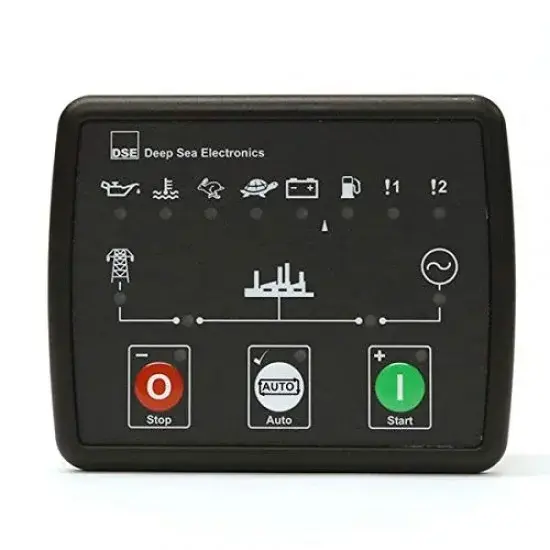 DSE Deep Sea Electronics
!1 !2
- ✓ +
O AUTO I
Stop Auto Start